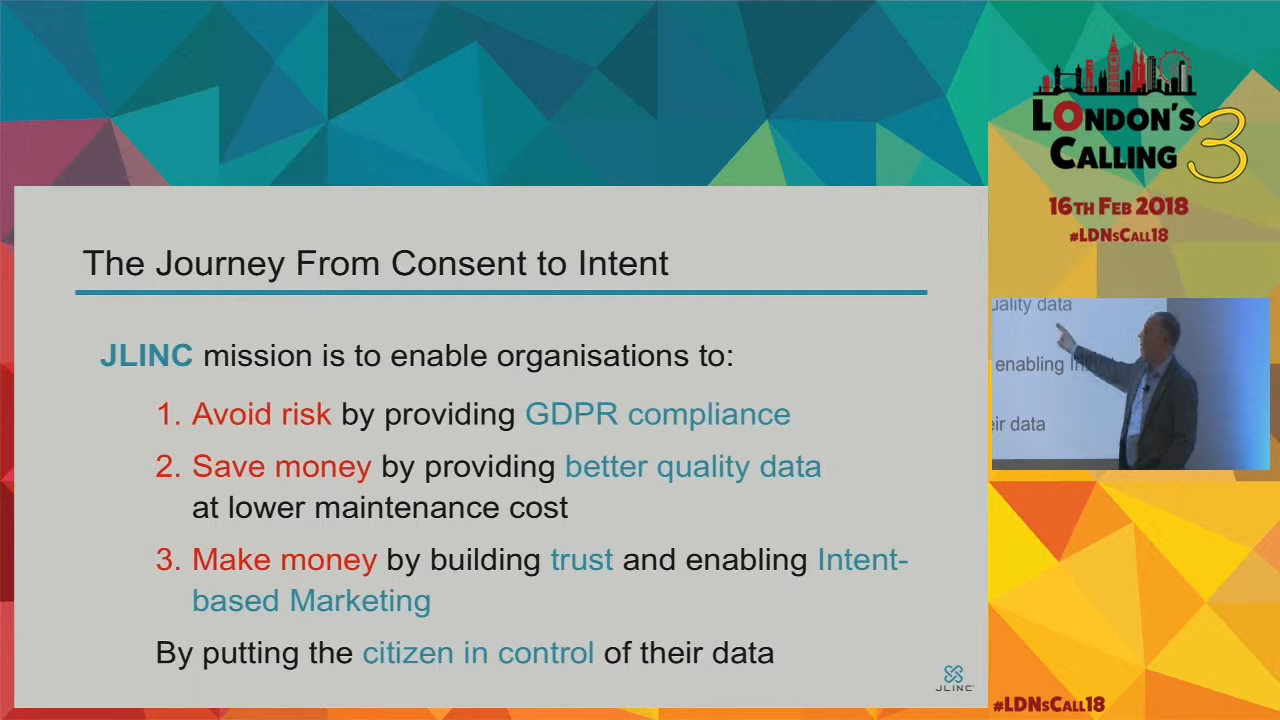 The Journey From Consent to Intent
JLINC mission is to enable organisations to:
1. Avoid risk by providing GDPR compliance
2. Save money by providing better quality data
at lower maintenance cost
3. Make money by building trust and enabling Intent-
based Marketing
By putting the citizen in control of their data
JLINC
LONDON'S
CALLING 3
16TH FEB 2018
#LDNSCALL18
quality data
enabling Int
eir data
#LDNSCALL18